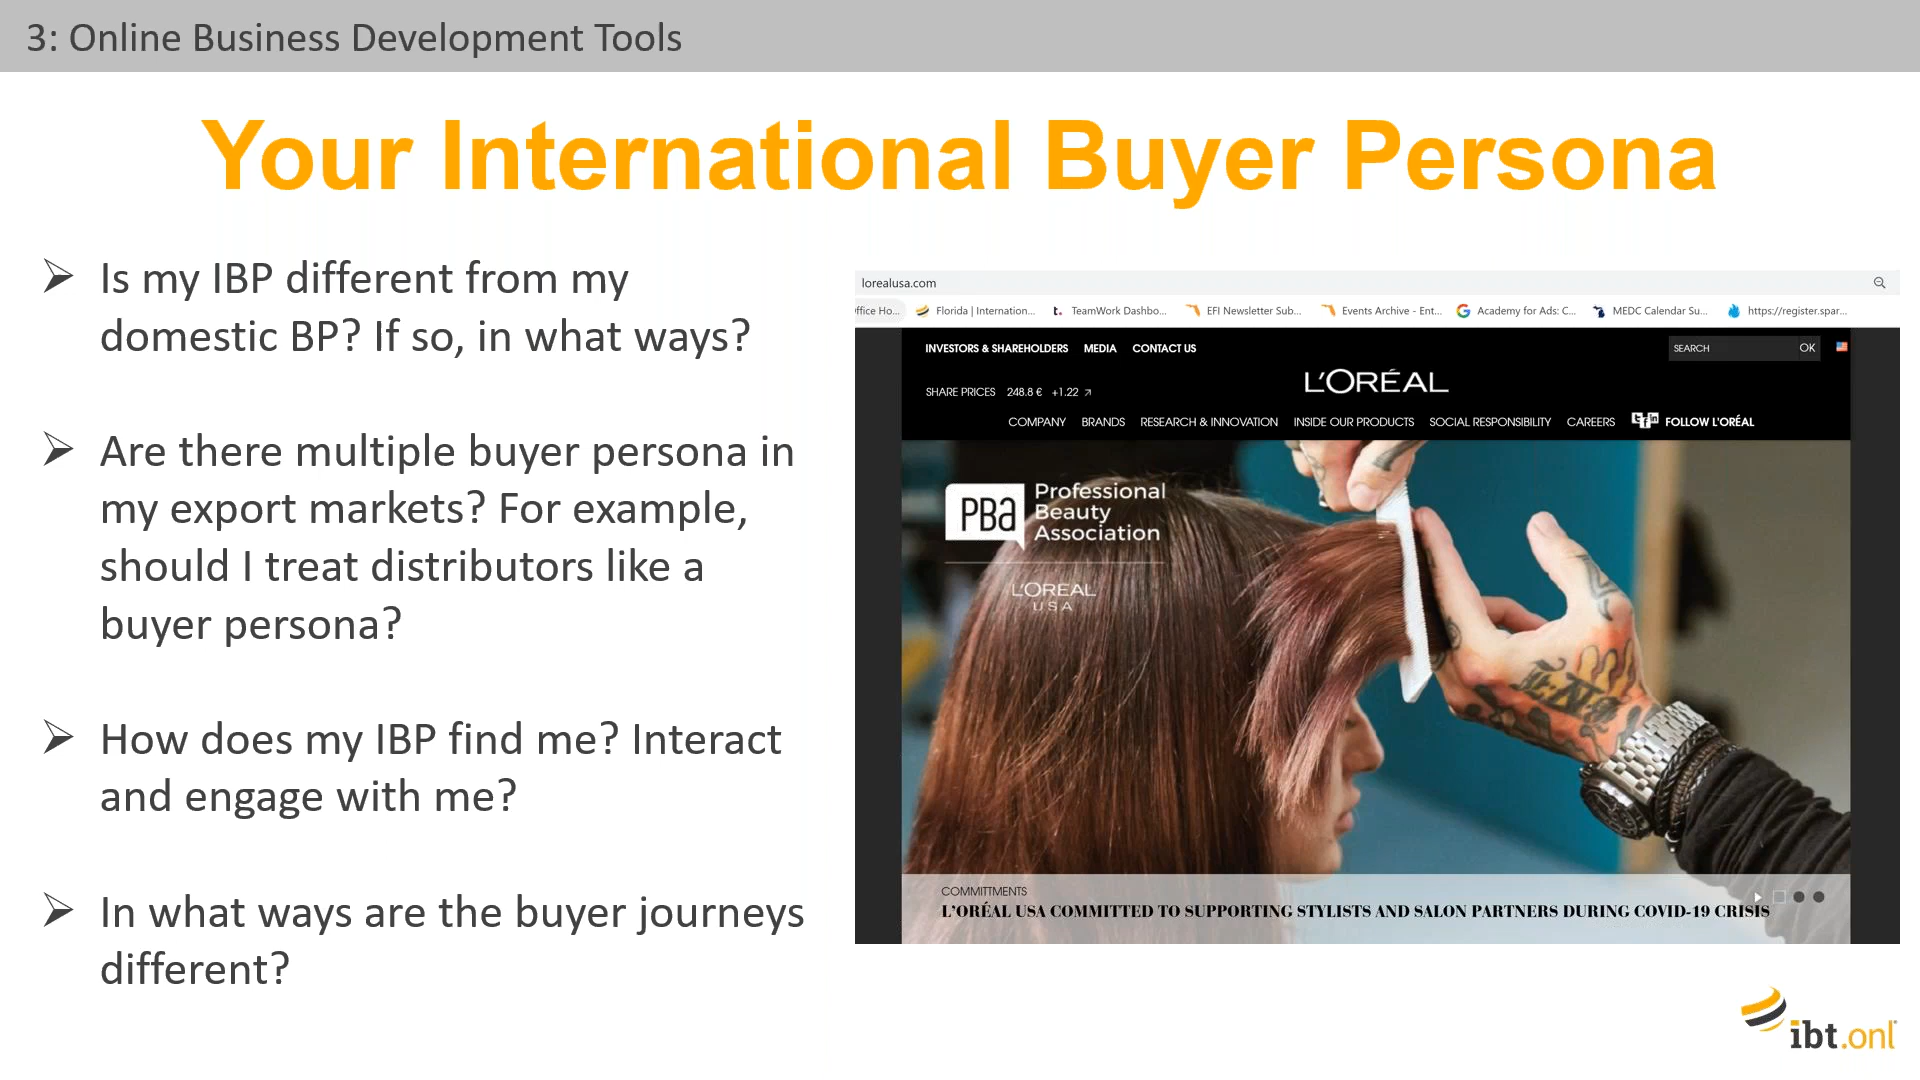 3: Online Business Development Tools
Your International Buyer Persona
Is my IBP different from my
domestic BP? If so, in what ways?
Are there multiple buyer persona in
my export markets? For example,
should I treat distributors like a
buyer persona?
How does my IBP find me? Interact
and engage with me?
In what ways are the buyer journeys
different?
lorealusa.com
ffice Ho... Florida | Internation... TeamWork Dashbo... EFI Newsletter Sub... Events Archive - Ent... Academy for Ads: C... MEDC Calendar Su... https://register.spar...
INVESTORS & SHAREHOLDERS MEDIA CONTACT US
SEARCH OK
SHARE PRICES 248.8 € +1.22
L'ORÉAL
COMPANY BRANDS RESEARCH & INNOVATION INSIDE OUR PRODUCTS SOCIAL RESPONSIBILITY CAREERS FOLLOW L'ORÉAL
PBa Professional
Beauty
Association
L'ORÉAL
USA
COMMITTMENTS
L'ORÉAL USA COMMITTED TO SUPPORTING STYLISTS AND SALON PARTNERS DURING COVID-19 CRISIS
ibt.onl